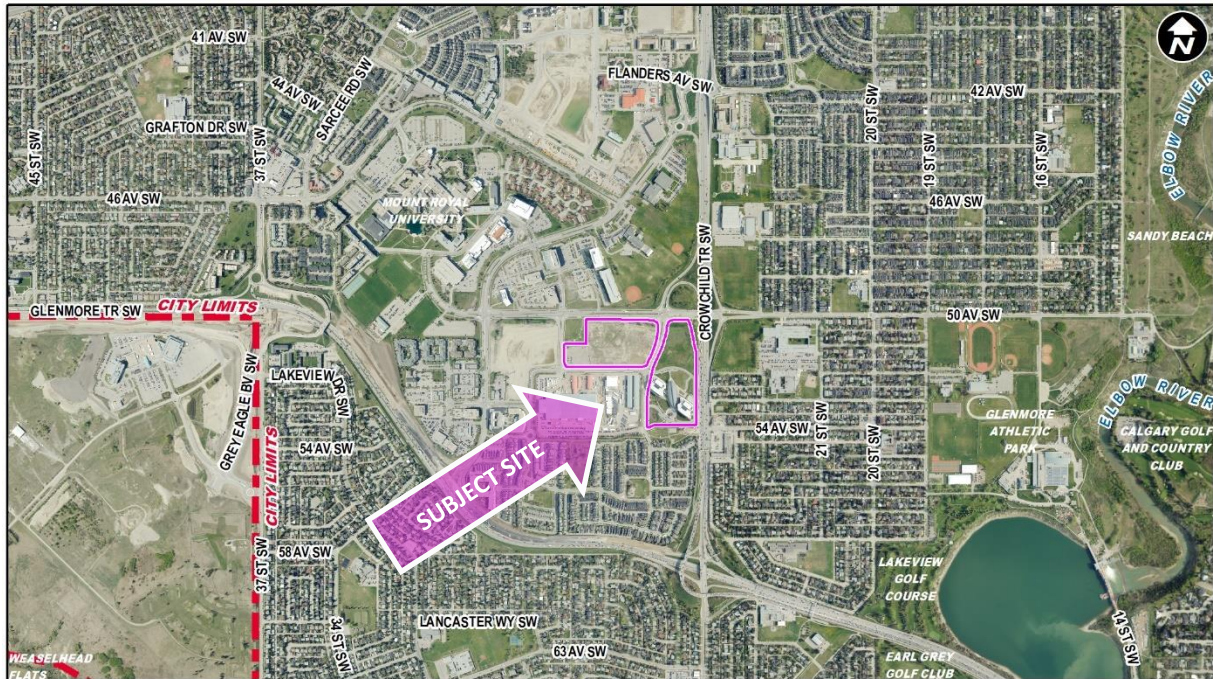 41 AV SW
FLANDERS AV SW
N
44 AV SW
SARCEE RD SW
42 AV SW
ELBOW RIVER
GRAFTON DR SW
45 ST SW
37 ST SW
20 ST SW
19 ST SW
16 ST SW
46 AV SW
MOUNT ROYAL
UNIVERSITY
46 AV SW
SANDY BEACH
CROWCHILD TR SW
CITY LIMITS
GLENMORE TR SW
50 AV SW
GREY EAGLE BV SW
LAKEVIEW DR SW
CITY LIMITS
54 AV SW
SUBJECT SITE
54 AV SW
21 ST SW
20 ST SW
GLENMORE
ATHLETIC
PARK
ELBOW RIVER
CALGARY GOLF
AND COUNTRY
CLUB
37 ST SW
58 AV SW
34 ST SW
LANCASTER WY SW
63 AV SW
LAKEVIEW
GOLF
COURSE
14 ST SW
WEASELHEAD
FLATS
EARL GREY
GOLF CLUB